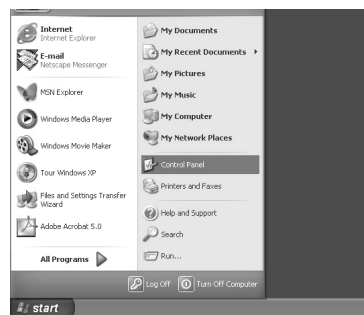 Internet
Internet Explorer
E-mail
Netscape Messenger
MSN Explorer
Windows Media Player
Windows Movie Maker
Tour Windows XP
Files and Settings Transfer
Wizard
Adobe Acrobat 5.0
All Programs
My Documents
My Recent Documents
My Pictures
My Music
My Computer
My Network Places
Control Panel
Printers and Faxes
Help and Support
Search
Run...
Log Off
Turn Off Computer
start